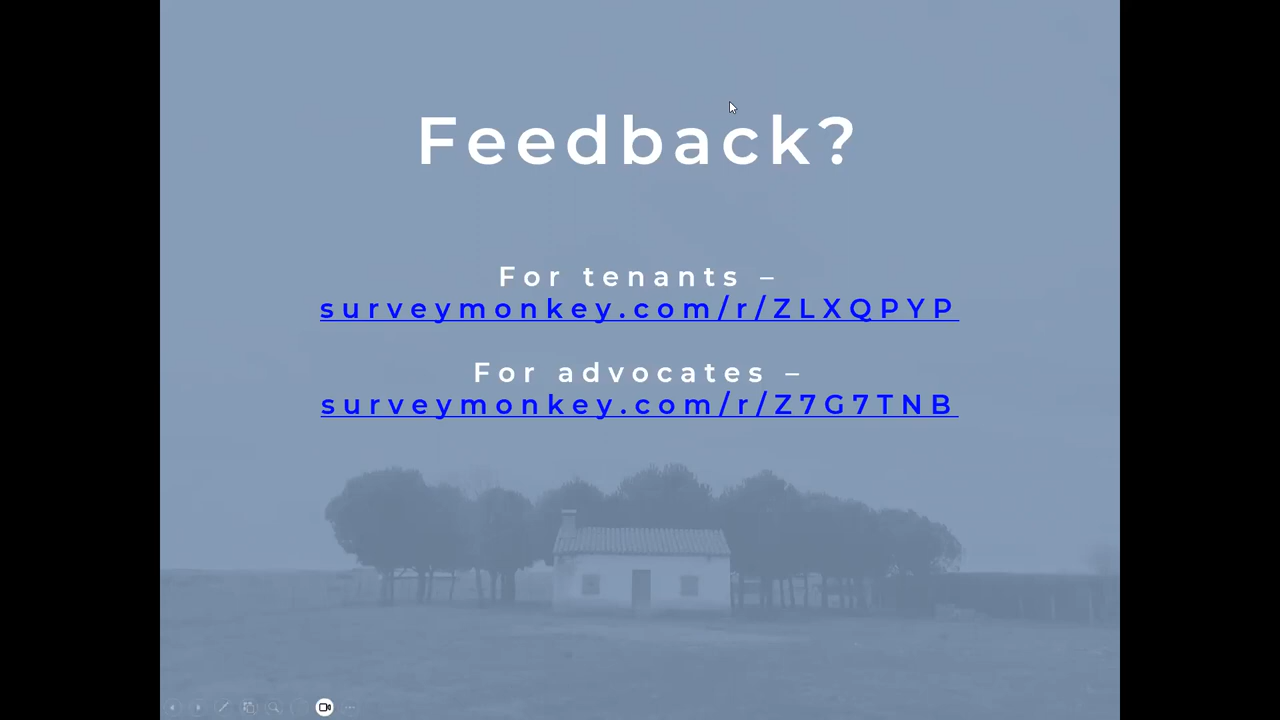 Feedback?
For tenants –
surveymonkey.com/r/ZLXQPYP
For advocates –
surveymonkey.com/r/Z7G7TNB